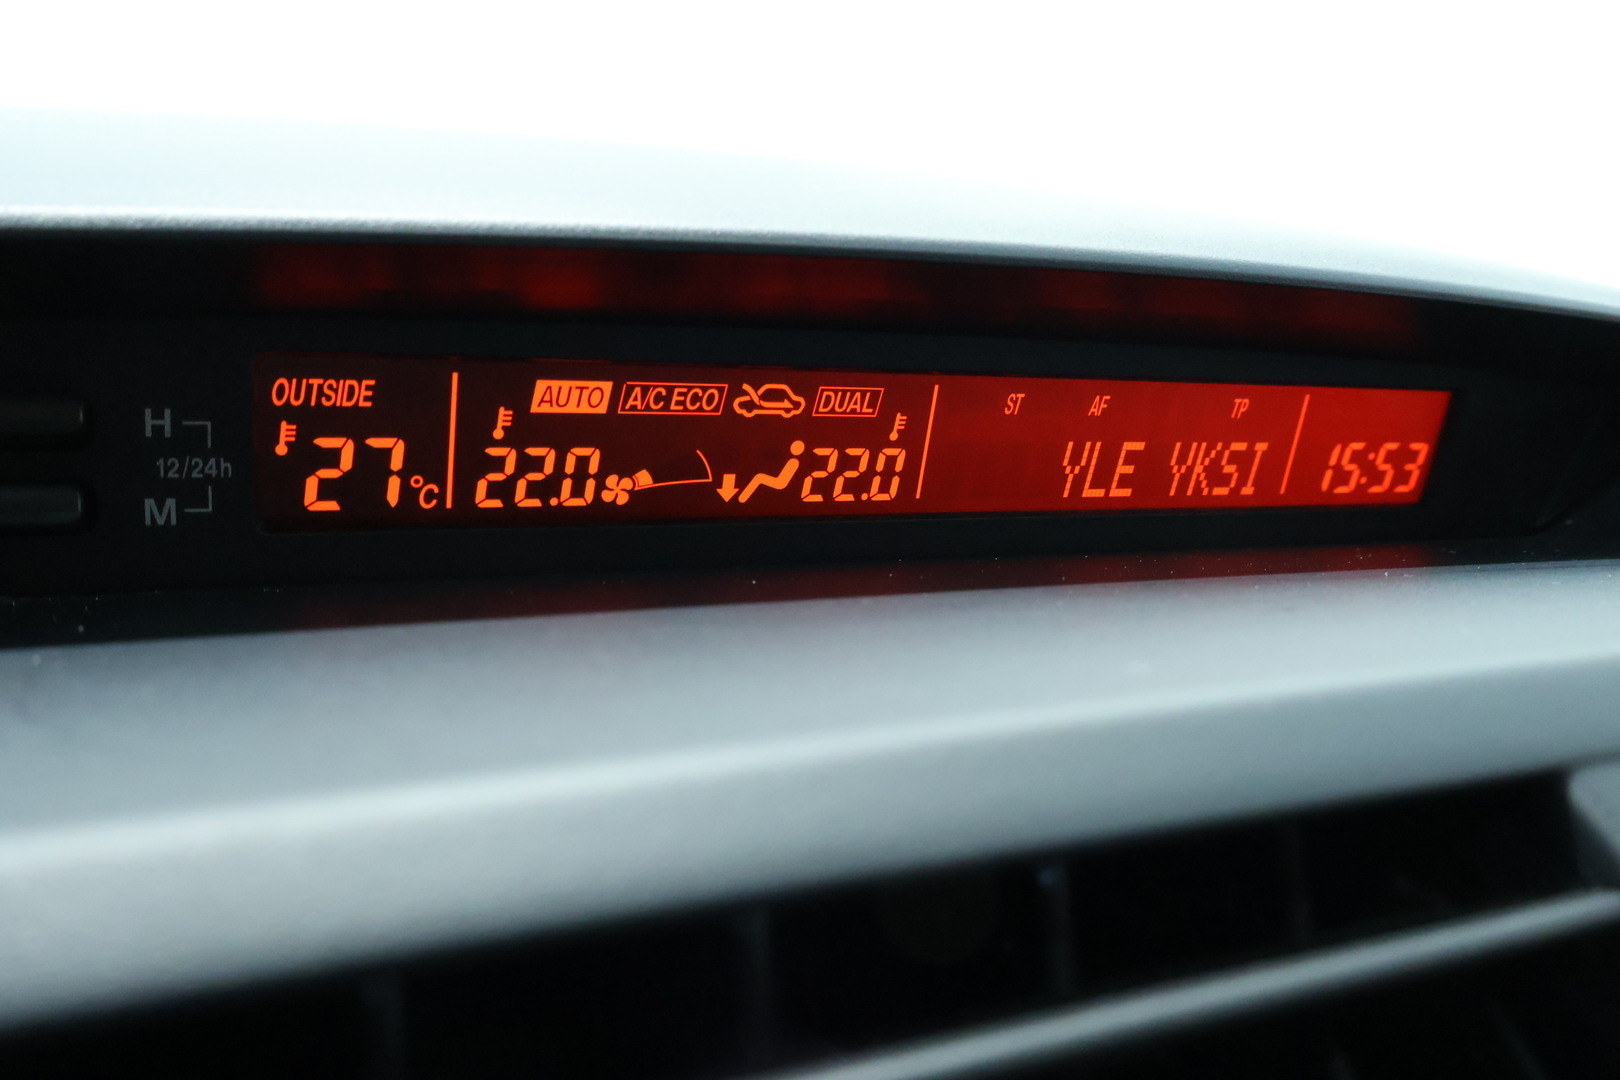 H
12/24h
M
OUTSIDE
27°C
AUTO A/C ECO DUAL
22.0 22.0
ST AF TP
YLE YKSI
15:53